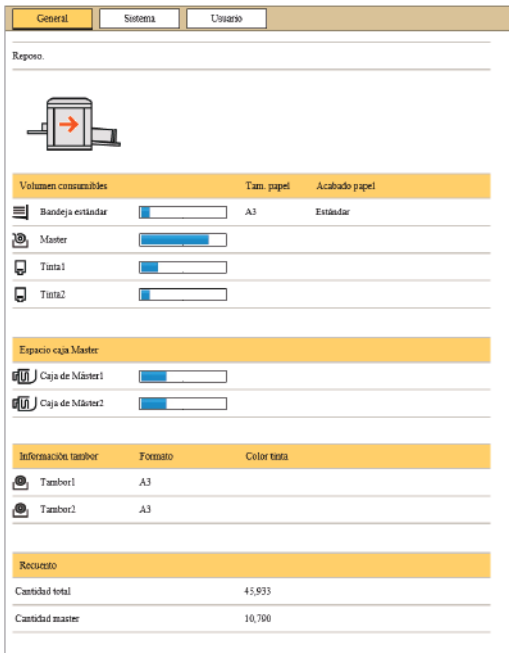 General Sistema Usuario
Reposo.
Volumen consumibles Tam. papel Acabado papel
Bandeja estándar A3 Estándar
Master
Tinta1
Tinta2
Espacio caja Master
Caja de Máster1
Caja de Máster2
Información tambor Formato Color tinta
Tambor1 A3
Tambor2 A3
Recuento
Cantidad total 45,933
Cantidad master 10,790